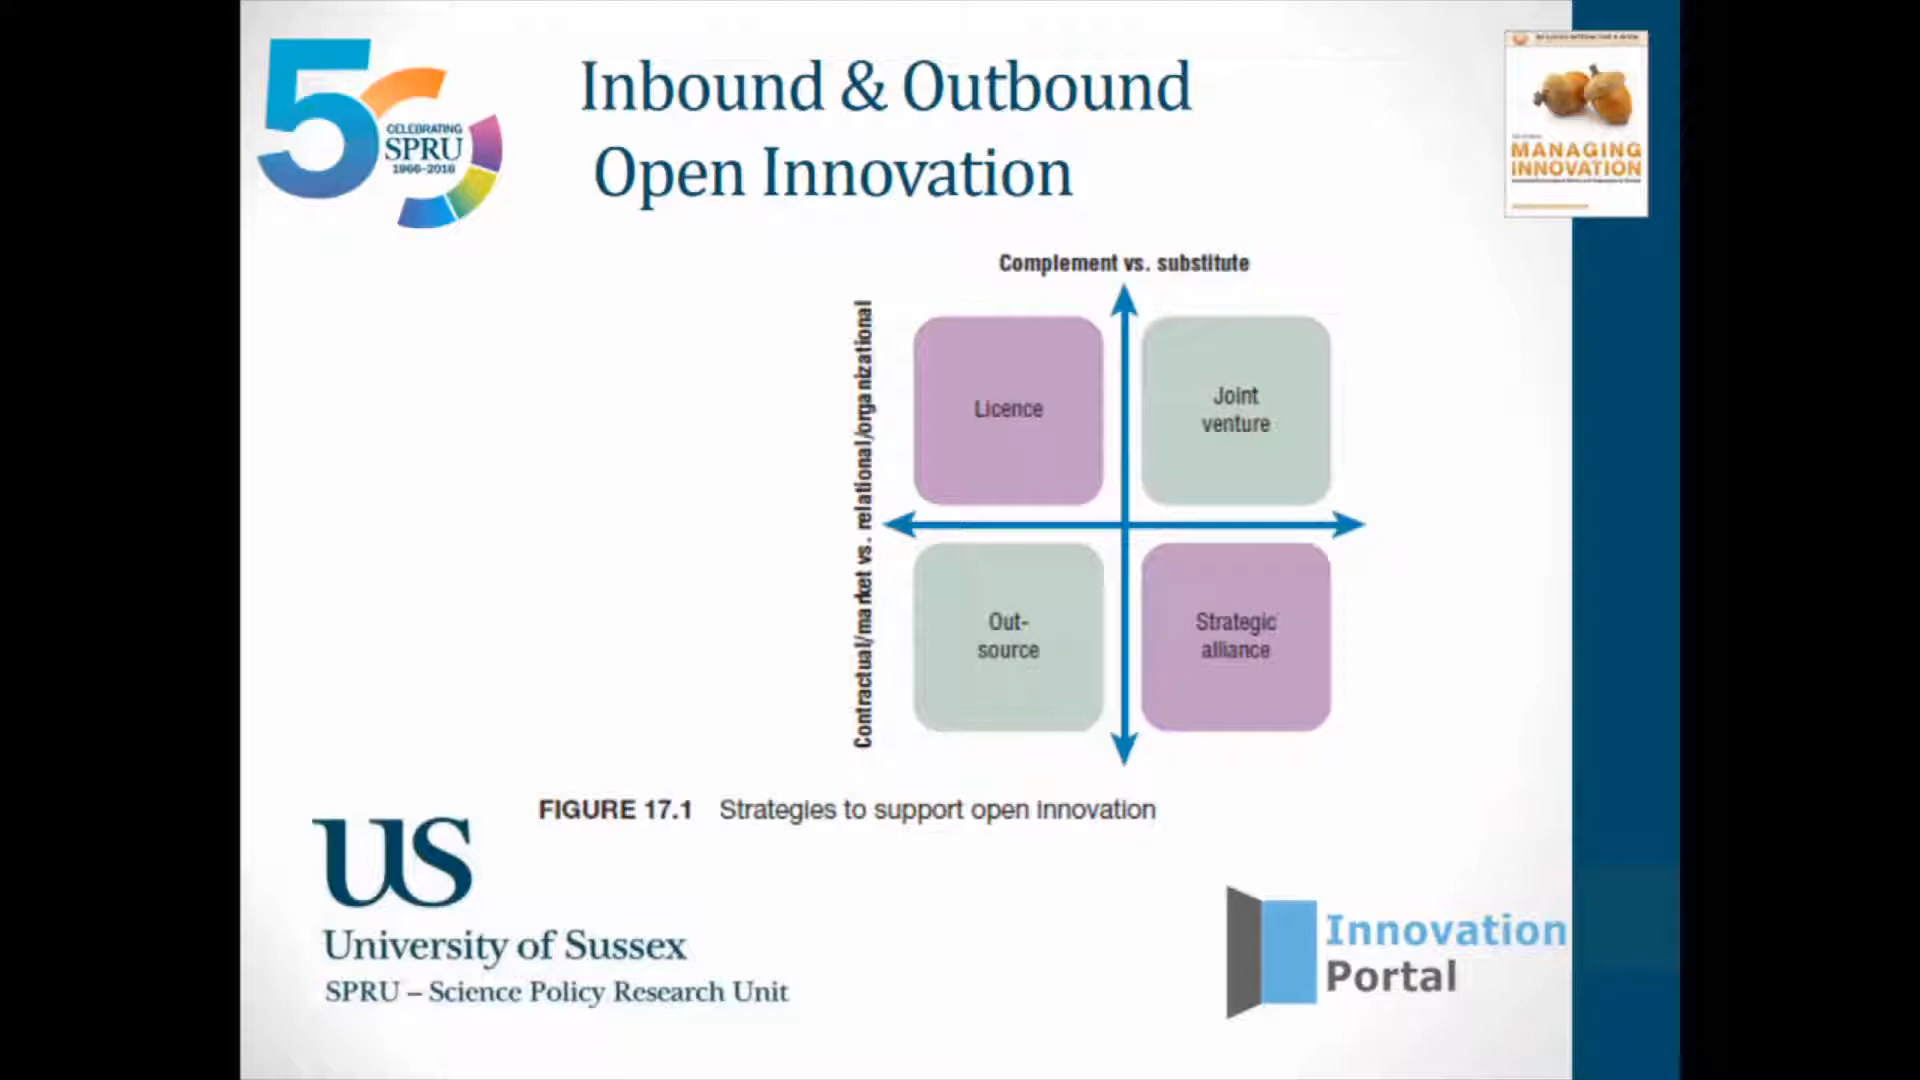 Inbound & Outbound
Open Innovation
5
CELEBRATING
SPRU
1966-2016
MANAGING
INNOVATION
Complement vs. substitute
Contractual/market vs. relational/organizational
Licence
Joint
venture
Out-
source
Strategic
alliance
FIGURE 17.1 Strategies to support open innovation
US
University of Sussex
SPRU – Science Policy Research Unit
Innovation
Portal